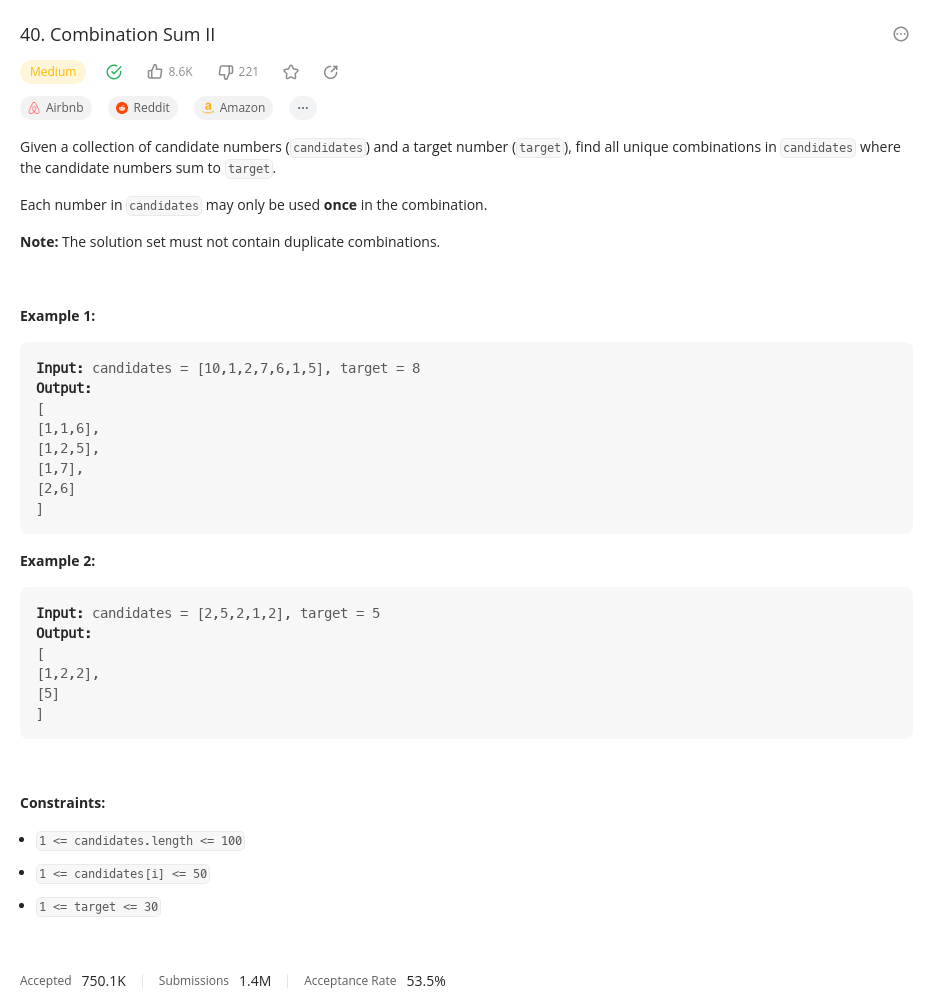 40. Combination Sum II
Medium 8.6K 221
Airbnb Reddit Amazon ...
Given a collection of candidate numbers (candidates) and a target number (target), find all unique combinations in candidates where
the candidate numbers sum to target.
Each number in candidates may only be used once in the combination.
Note: The solution set must not contain duplicate combinations.
Example 1:
Input: candidates = [10,1,2,7,6,1,5], target = 8
Output:
[
[1,1,6],
[1,2,5],
[1,7],
[2,6]
]
Example 2:
Input: candidates = [2,5,2,1,2], target = 5
Output:
[
[1,2,2],
[5]
]
Constraints:
• 1 <= candidates.length <= 100
• 1 <= candidates[i] <= 50
• 1 <= target <= 30
Accepted 750.1K Submissions 1.4M Acceptance Rate 53.5%